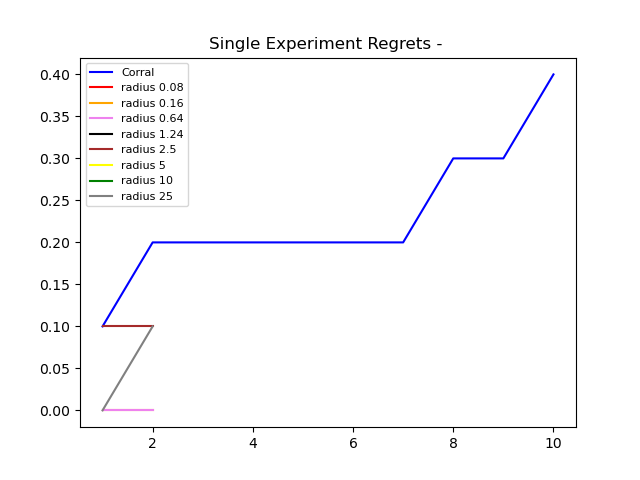 Single Experiment Regrets -
Corral
radius 0.08
radius 0.16
radius 0.64
radius 1.24
radius 2.5
radius 5
radius 10
radius 25
0.40
0.35
0.30
0.25
0.20
0.15
0.10
0.05
0.00
2 4 6 8 10